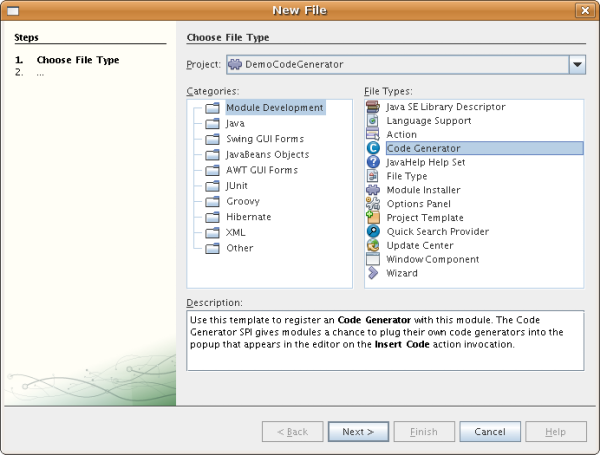 New File
Steps
1. Choose File Type
2. ...
Choose File Type
Project: DemoCodeGenerator
Categories:
Module Development
Java
Swing GUI Forms
JavaBeans Objects
AWT GUI Forms
JUnit
Groovy
Hibernate
XML
Other
File Types:
Java SE Library Descriptor
Language Support
Action
Code Generator
JavaHelp Help Set
File Type
Module Installer
Options Panel
Project Template
Quick Search Provider
Update Center
Window Component
Wizard
Description:
Use this template to register an Code Generator with this module. The Code
Generator SPI gives modules a chance to plug their own code generators into the
popup that appears in the editor on the Insert Code action invocation.
< Back
Next >
Finish
Cancel
Help